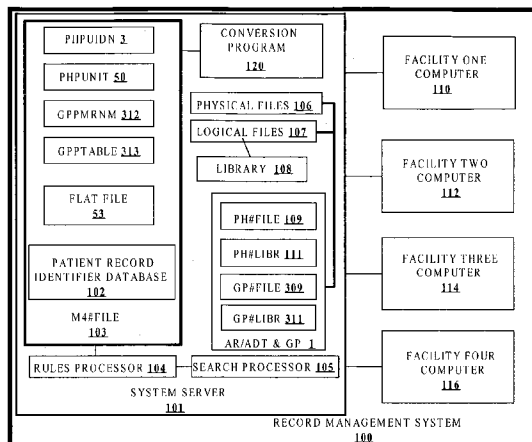 PHPUIDN 3
PHPUNIT 50
GPPMRNM 312
GPPTABLE 313
FLAT FILE
53
PATIENT RECORD
IDENTIFIER DATABASE
102
M4#FILE
103
CONVERSION
PROGRAM
120
PHYSICAL FILES 106
LOGICAL FILES 107
LIBRARY 108
PH#FILE 109
PH#LIBR 111
GP#FILE 309
GP#LIBR 311
AR/ADT & GP 1
RULES PROCESSOR 104
SEARCH PROCESSOR 105
SYSTEM SERVER
101
FACILITY ONE
COMPUTER
110
FACILITY TWO
COMPUTER
112
FACILITY THREE
COMPUTER
114
FACILITY FOUR
COMPUTER
116
RECORD MANAGEMENT SYSTEM
100